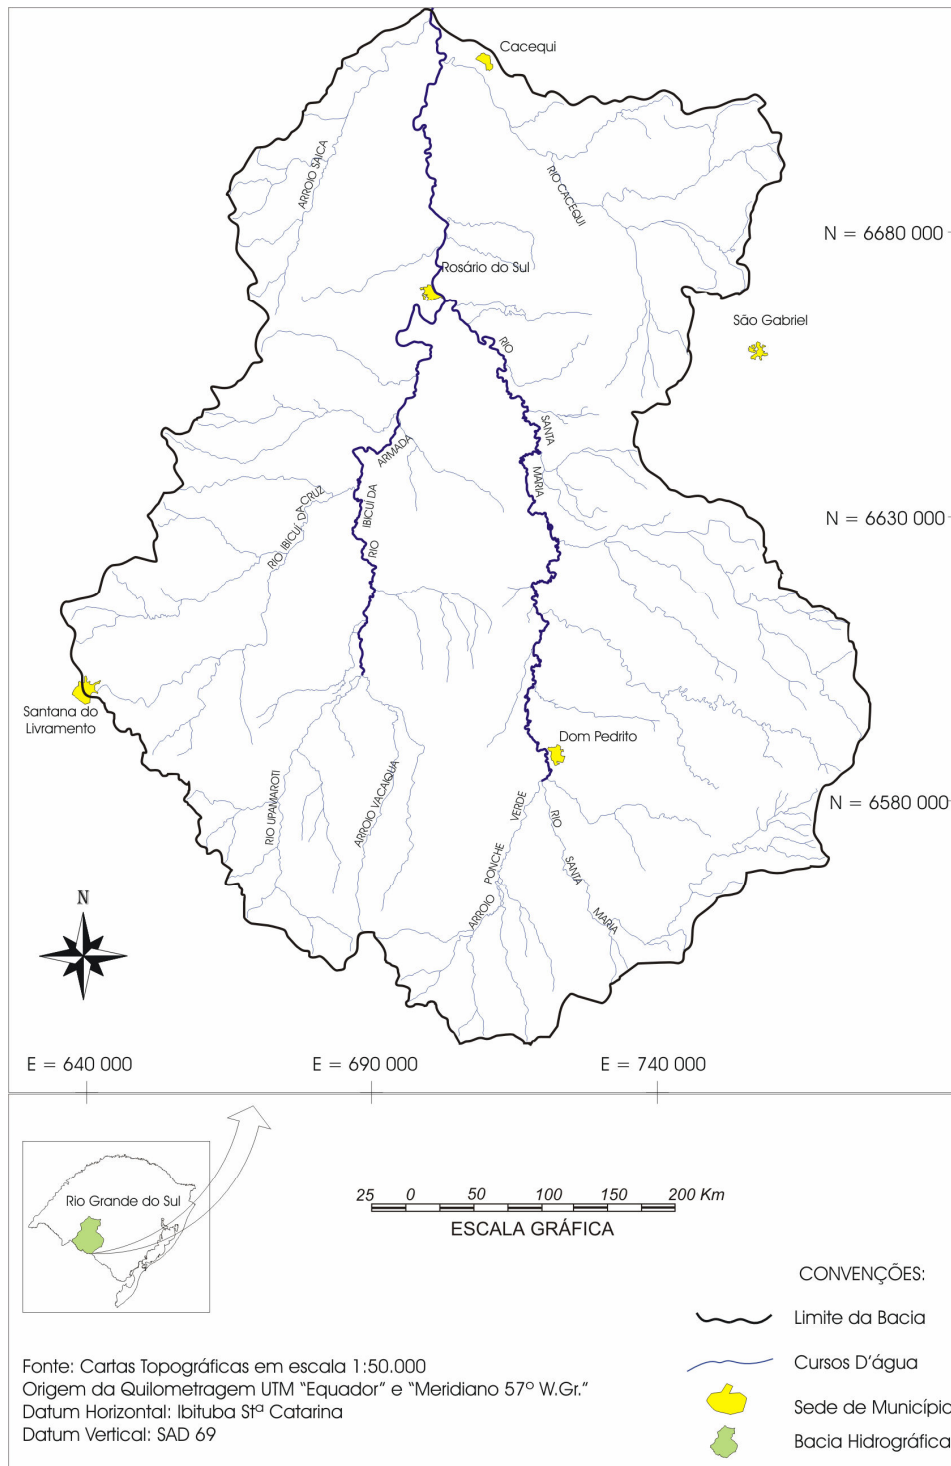 Cacequi
ARROIO SAICA
RIO CACEQUI
N = 6680 000
Rosário do Sul
São Gabriel
RIO
SANTA
MARIA
ARMADA
IBICUÍ DA
RIO
RIO IBICUÍ DA CRUZ
N = 6630 000
Santana do
Livramento
Dom Pedrito
N = 6580 000
RIO UPAMAROTI
ARROIO VACAIQUA
VERDE
PONCHE
ARROIO
RIO
SANTA
MARIA
N
E = 640 000
E = 690 000
E = 740 000
Rio Grande do Sul
25 0 50 100 150 200 Km
ESCALA GRÁFICA
CONVENÇÕES:
Limite da Bacia
Cursos D'água
Sede de Município
Bacia Hidrográfica
Fonte: Cartas Topográficas em escala 1:50.000
Origem da Quilometragem UTM "Equador" e "Meridiano 57º W.Gr."
Datum Horizontal: Ibituba Stª Catarina
Datum Vertical: SAD 69